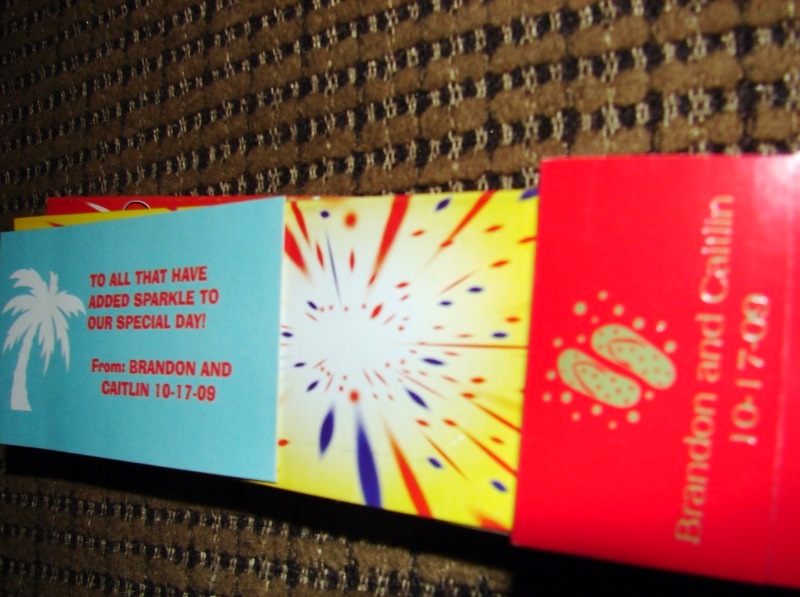 TO ALL THAT HAVE
ADDED SPARKLE TO
OUR SPECIAL DAY!
From: BRANDON AND
CAITLIN 10-17-09
Brandon and Caitlin
10-17-09